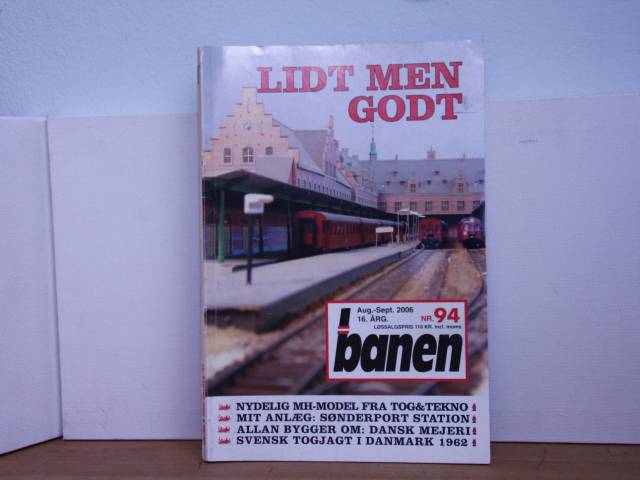 LIDT MEN
GODT
Aug.-Sept. 2006
16. ÅRG.
NR. 94
LØSSALGSPRIS 110 KR. incl. moms
banen
NYDELIG MH-MODEL FRA TOG&TEKNO
MIT ANLÆG: SØNDERPORT STATION
ALLAN BYGGER OM: DANSK MEJERI
SVENSK TOGJAGT I DANMARK 1962